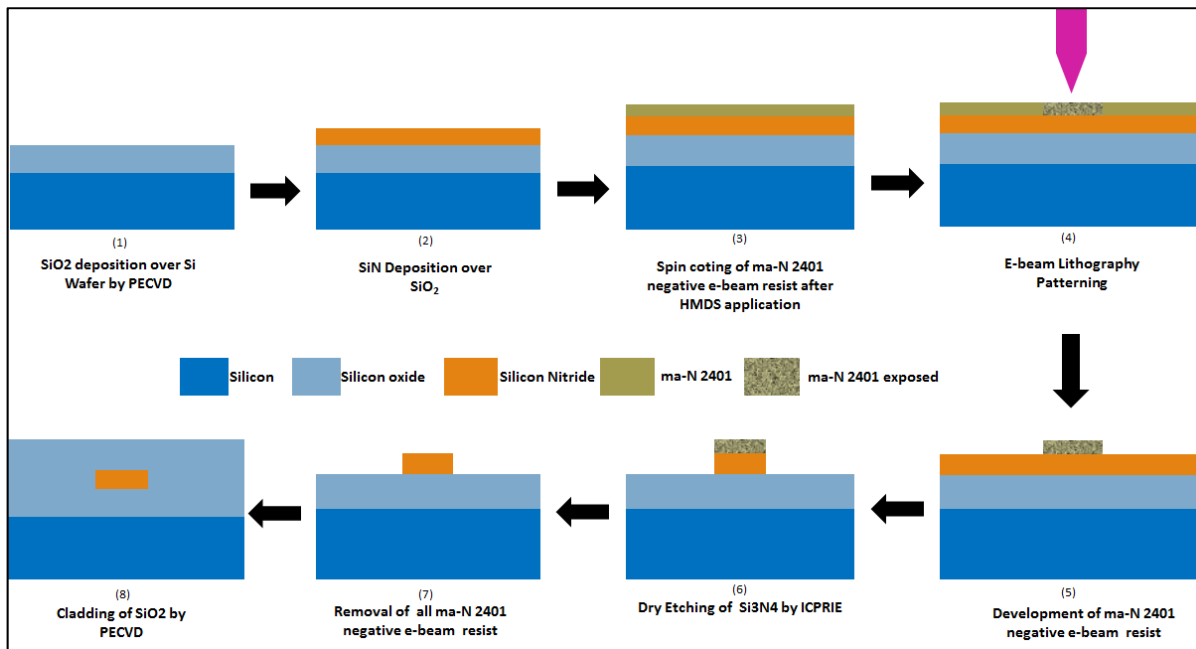 (1)
SiO2 deposition over Si
Wafer by PECVD
(2)
SiN Deposition over
SiO₂
(3)
Spin coting of ma-N 2401
negative e-beam resist after
HMDS application
(4)
E-beam Lithography
Patterning
Silicon
Silicon oxide
Silicon Nitride
ma-N 2401
ma-N 2401 exposed
(8)
Cladding of SiO2 by
PECVD
(7)
Removal of all ma-N 2401
negative e-beam resist
(6)
Dry Etching of Si3N4 by ICPRIE
(5)
Development of ma-N 2401
negative e-beam resist